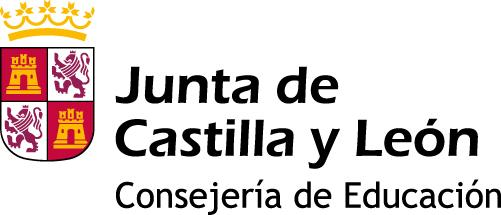 Junta de
Castilla y León
Consejería de Educación